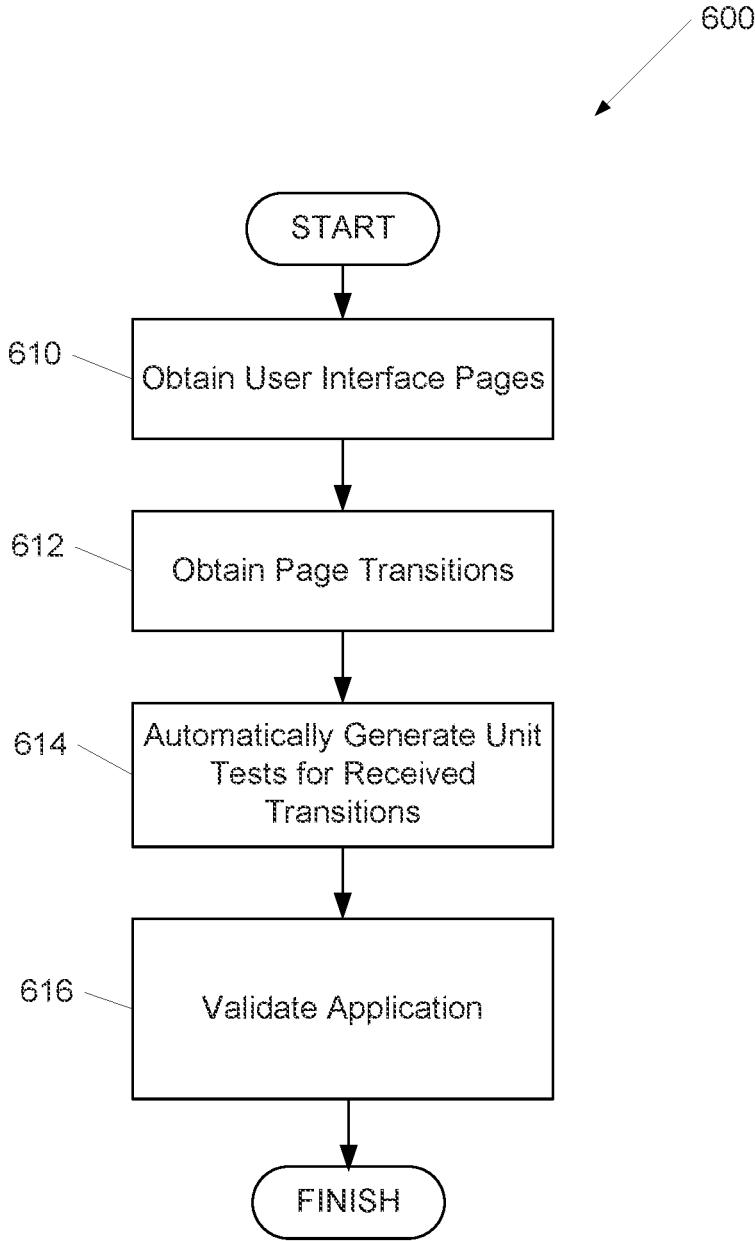 600
START
610
Obtain User Interface Pages
612
Obtain Page Transitions
614
Automatically Generate Unit
Tests for Received
Transitions
616
Validate Application
FINISH